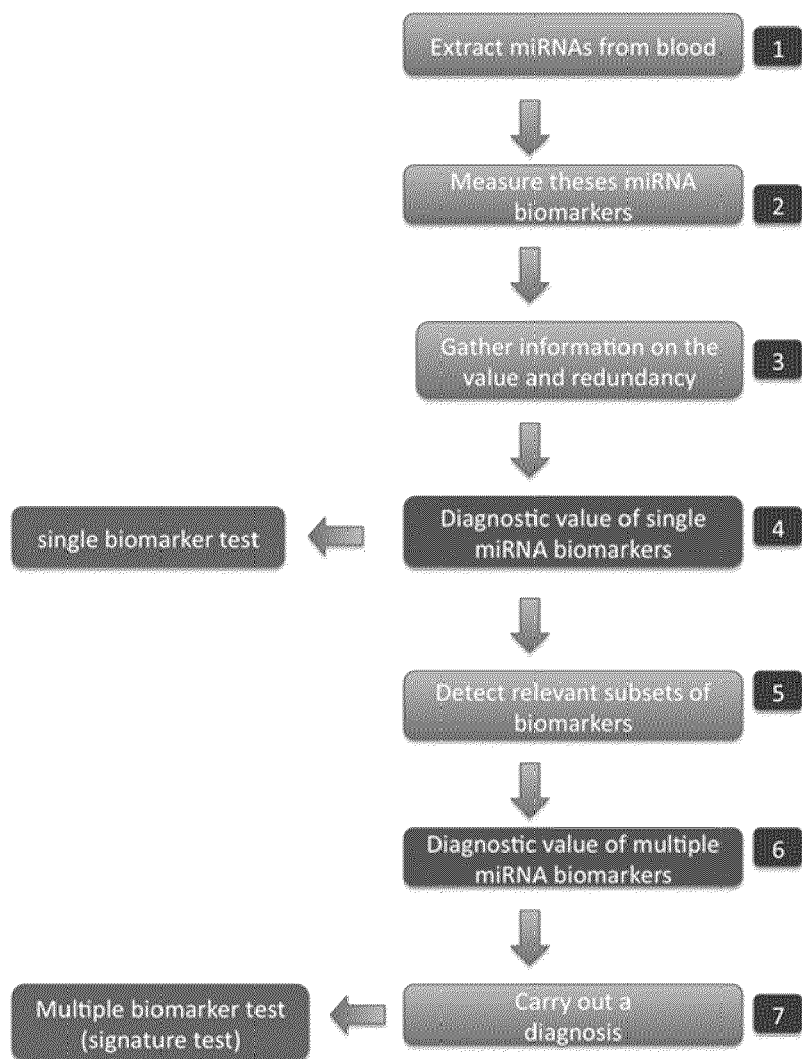 Extract miRNAs from blood
1
Measure theses miRNA
biomarkers
2
Gather information on the
value and redundancy
3
Diagnostic value of single
miRNA biomarkers
4
single biomarker test
Detect relevant subsets of
biomarkers
5
Diagnostic value of multiple
miRNA biomarkers
6
Carry out a
diagnosis
7
Multiple biomarker test
(signature test)